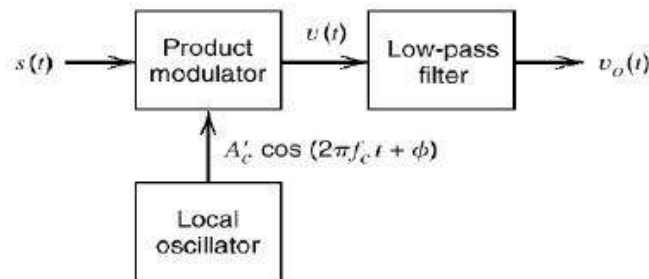 s(t)
Product
modulator
v(t)
Low-pass
filter
v_o(t)
A'_c cos (2πf_c t + ϕ)
Local
oscillator